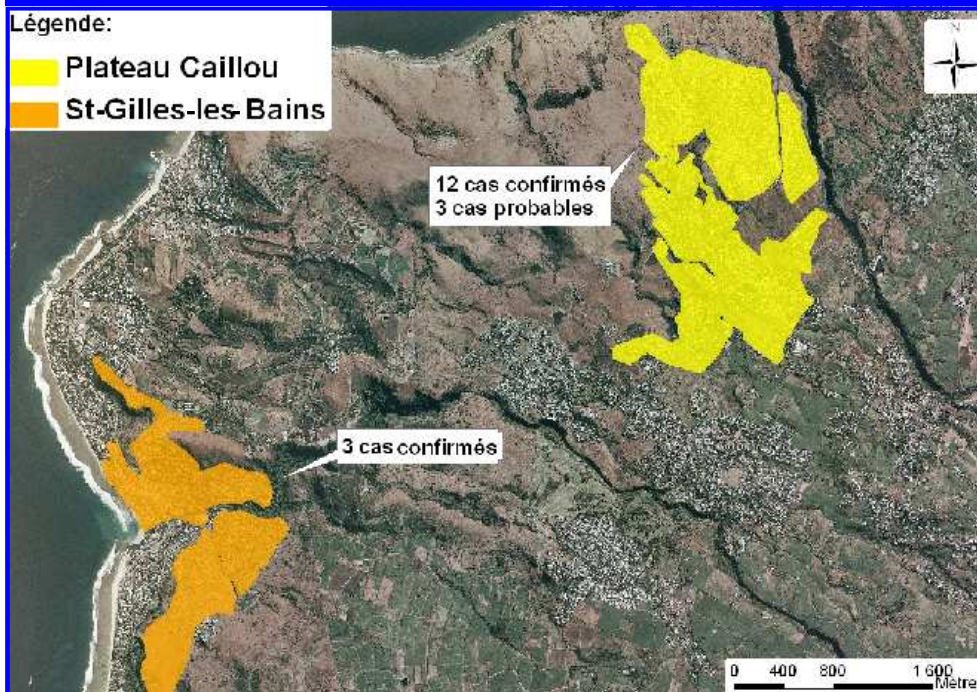 Légende:
Plateau Caillou
St-Gilles-les-Bains
N
12 cas confirmés
3 cas probables
3 cas confirmés
0 400 800 1 600
Mètre